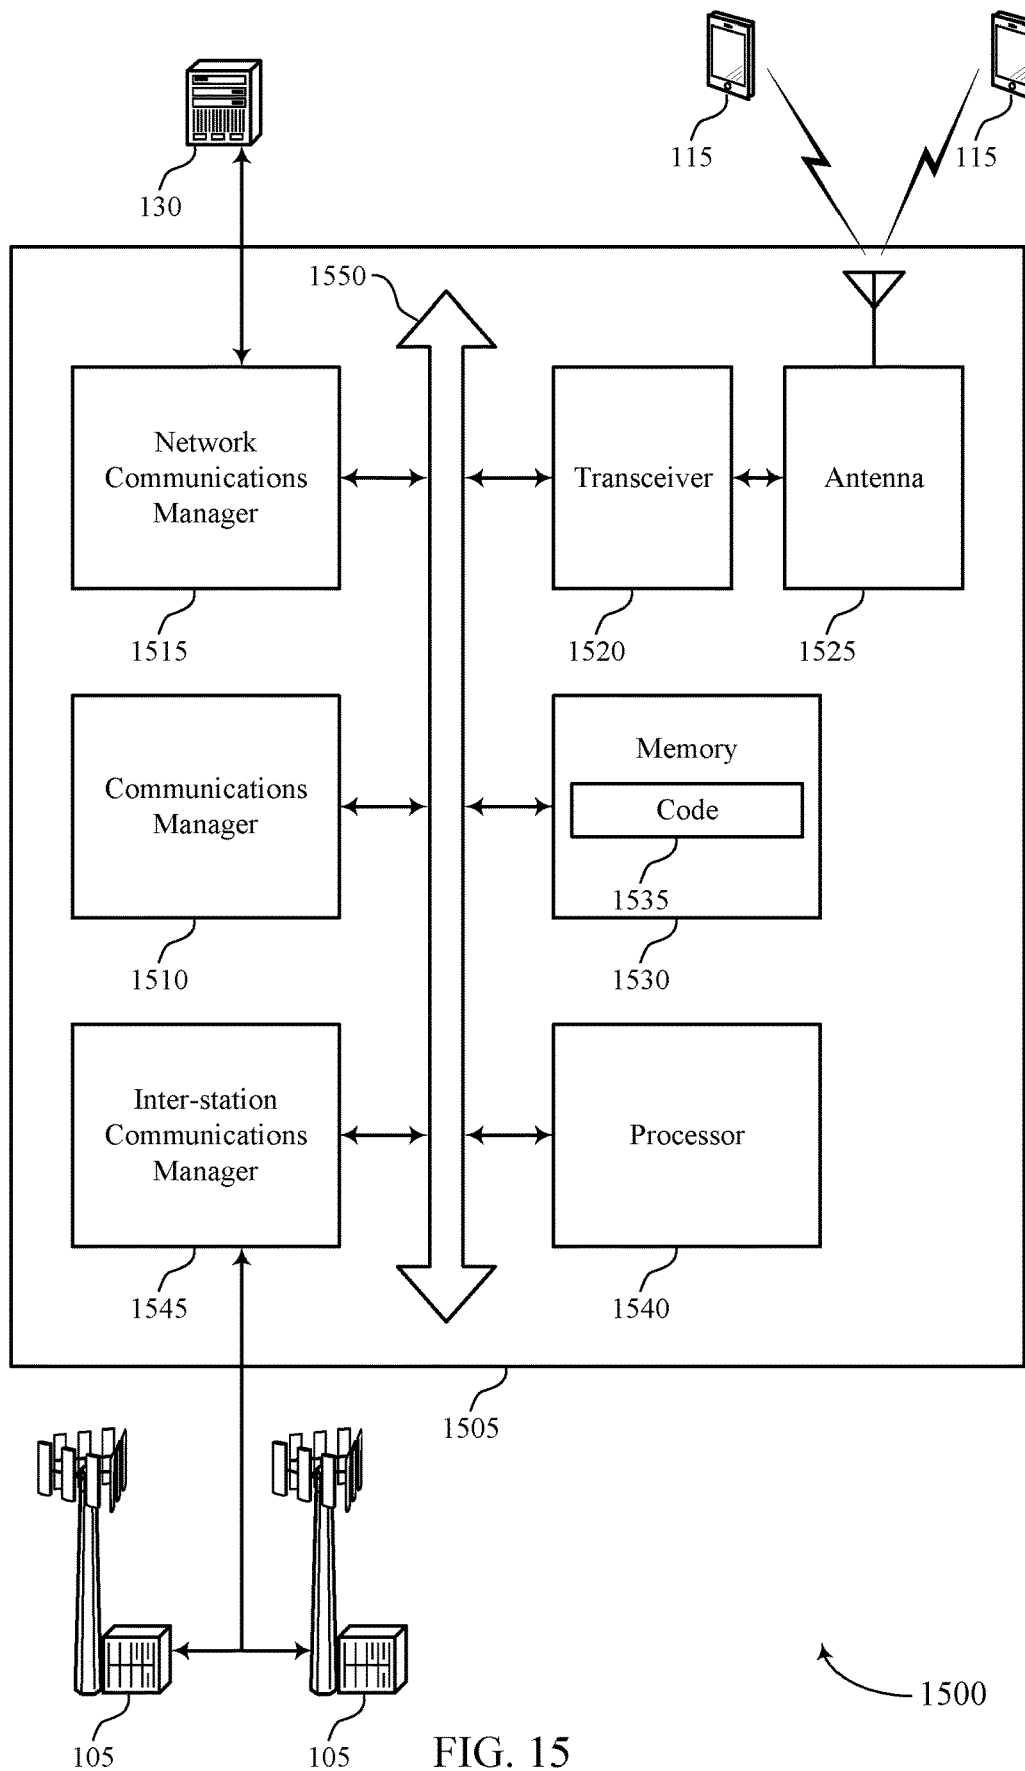 115
115
130
1550
Network
Communications
Manager
Transceiver
Antenna
1515
1520
1525
Communications
Manager
Memory
Code
1535
1510
1530
Inter-station
Communications
Manager
Processor
1545
1540
1505
105
105
1500
FIG. 15